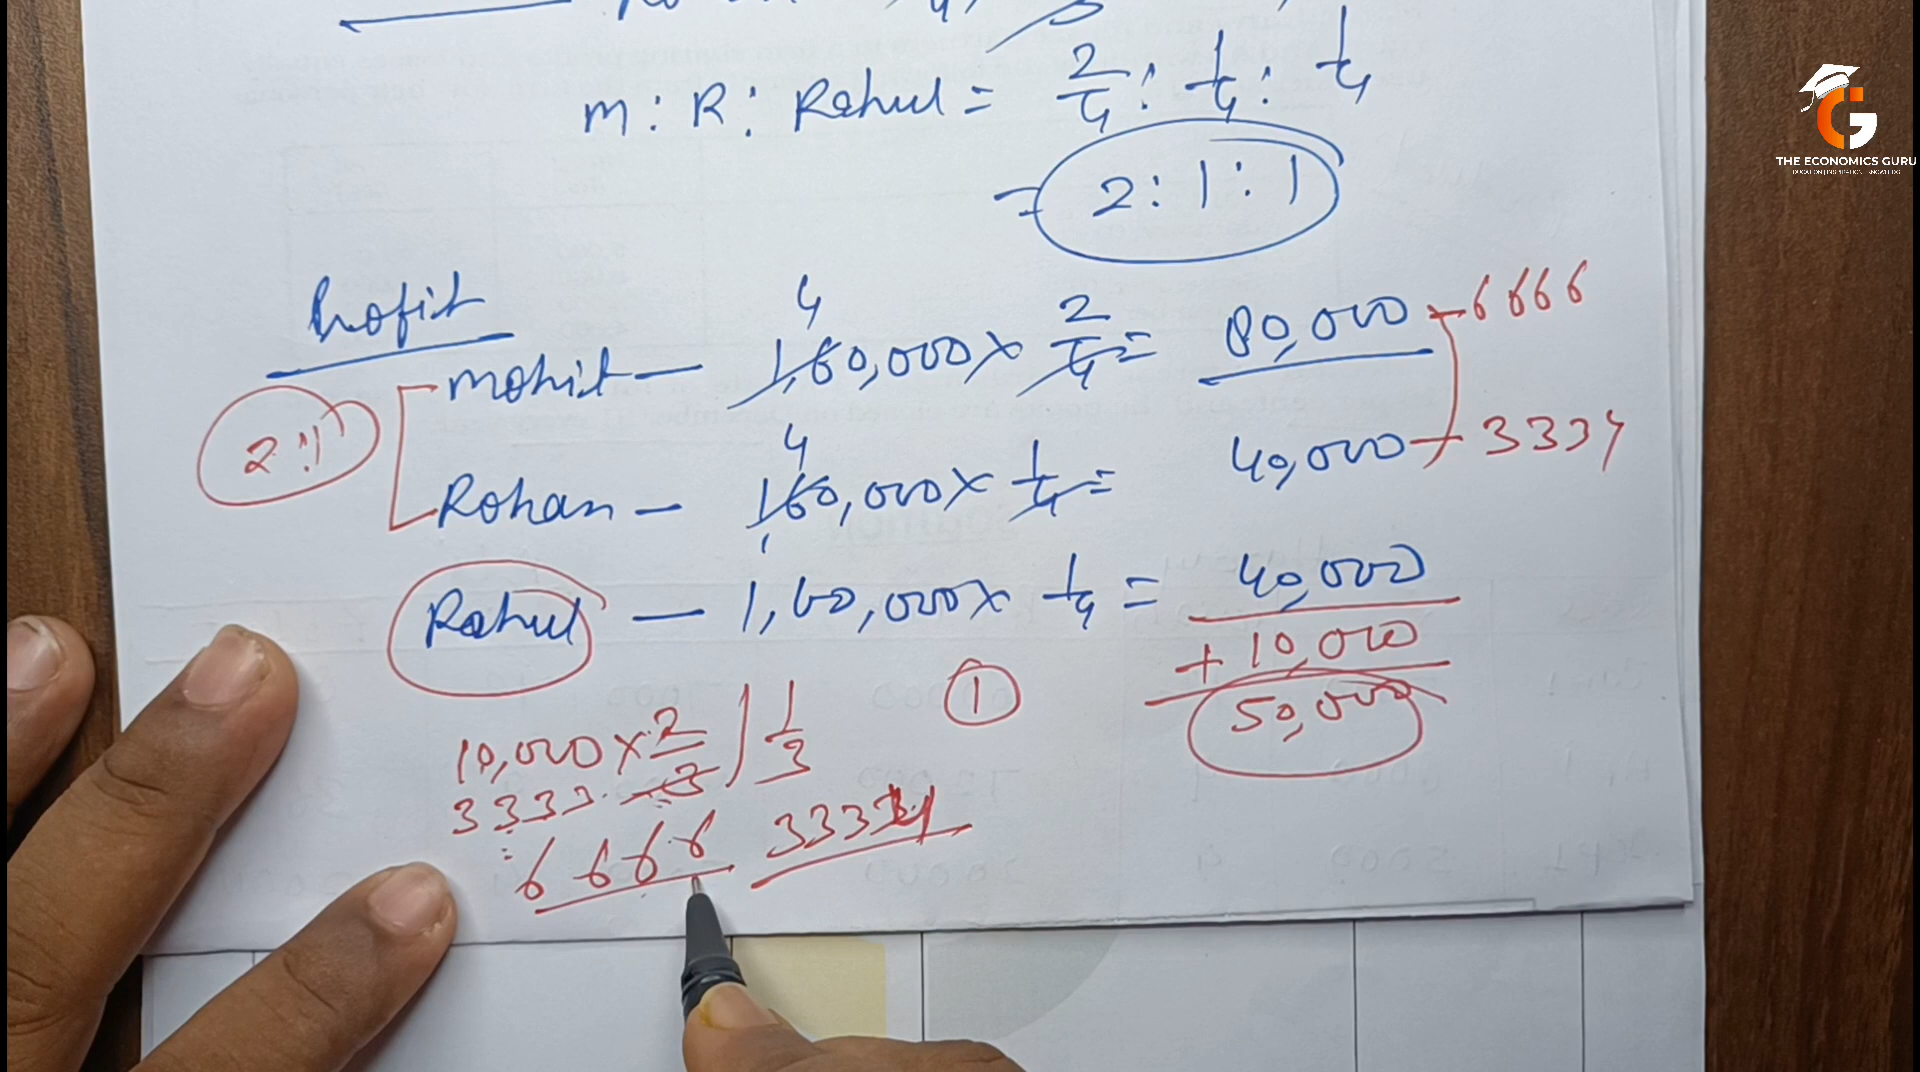 M : R : Rahul = 2/4 : 1/4 : 1/4
= 2 : 1 : 1
THE ECONOMICS GURU
Profit
Mohit — 1,60,000 × 2/4 = 80,000 — 6666
2:1
Rohan — 160,000 × 1/4 = 40,000 — 3334
Rahul — 1,60,000 × 1/4 = 40,000
+ 10,000
1 50,000
10,000 × 2/3 | 1/3
3333
6666 3334